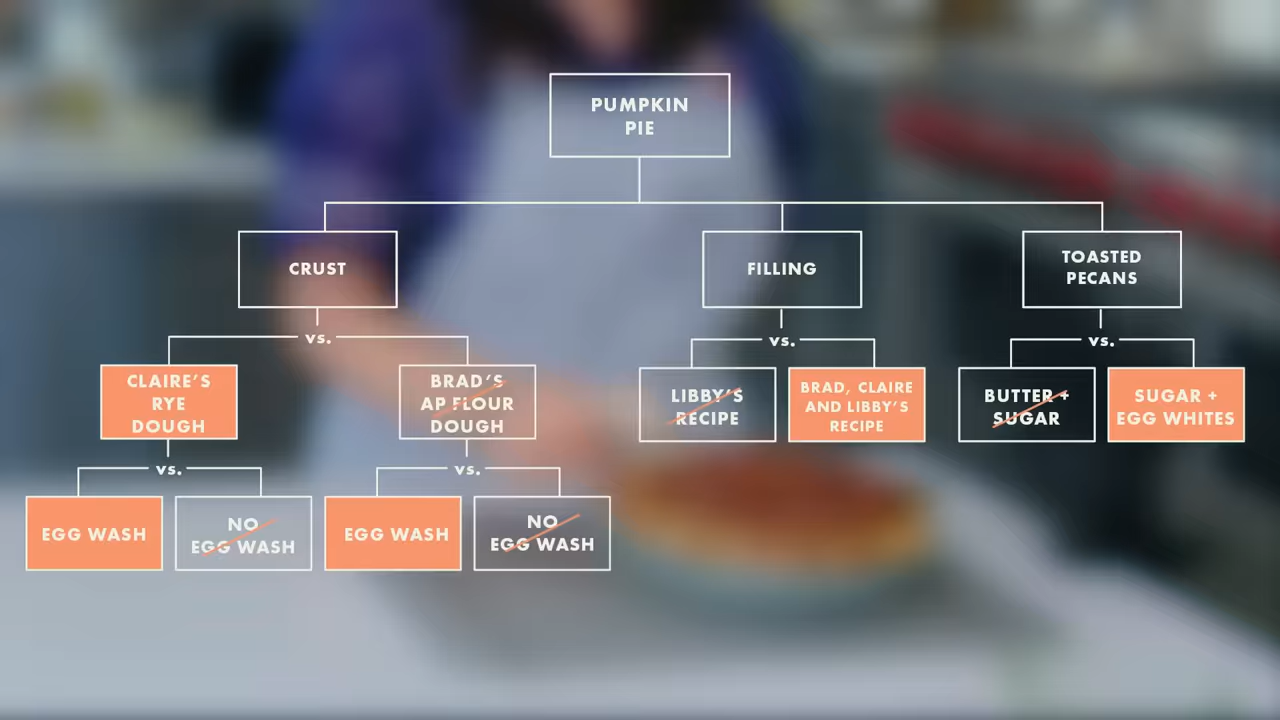 PUMPKIN
PIE
CRUST
FILLING
TOASTED
PECANS
VS.
VS.
VS.
CLAIRE'S
RYE
DOUGH
BRAD'S
AP FLOUR
DOUGH
LIBBY'S
RECIPE
BRAD, CLAIRE
AND LIBBY'S
RECIPE
BUTTER +
SUGAR
SUGAR +
EGG WHITES
VS.
VS.
EGG WASH
NO
EGG WASH
EGG WASH
NO
EGG WASH